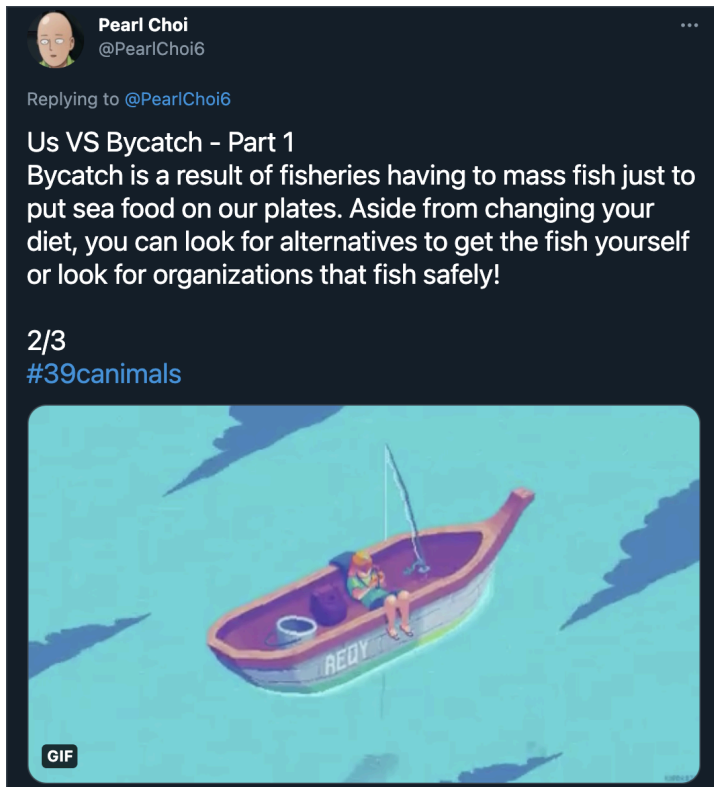 Pearl Choi
@PearlChoi6
Replying to @PearlChoi6
Us VS Bycatch - Part 1
Bycatch is a result of fisheries having to mass fish just to
put sea food on our plates. Aside from changing your
diet, you can look for alternatives to get the fish yourself
or look for organizations that fish safely!
2/3
#39canimals
AEQY
GIF